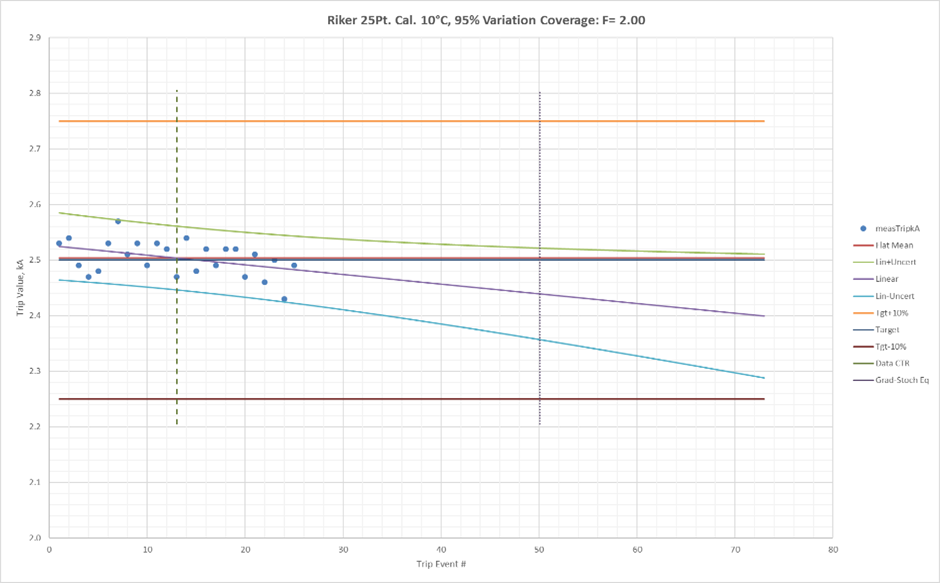 Riker 25Pt. Cal. 10°C, 95% Variation Coverage: F= 2.00
2.9
2.8
2.7
2.6
2.5
2.4
2.3
2.2
2.1
2.0
Trip Value, kA
0 10 20 30 40 50 60 70 80
Trip Event #
measTripkA
Flat Mean
Lin+Uncert
Linear
Lin-Uncert
Tgt+10%
Target
Tgt-10%
Data CTR
Grad-Stoch Eq